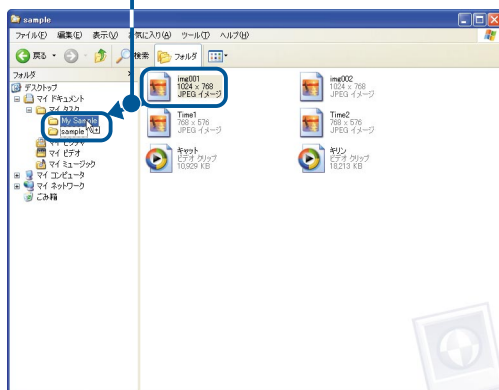 sample
ファイル(F) 編集(E) 表示(V) お気に入り(A) ツール(T) ヘルプ(H)
戻る 検索 フォルダ
フォルダ
デスクトップ
マイ ドキュメント
マイ タスク
My Sample
sample
マイ ピクチャ
マイ ビデオ
マイ ミュージック
マイ コンピュータ
マイ ネットワーク
ごみ箱
img001
1024 x 768
JPEG イメージ
img002
1024 x 768
JPEG イメージ
Time1
768 x 576
JPEG イメージ
Time2
768 x 576
JPEG イメージ
キャット
ビデオ クリップ
10,929 KB
キリン
ビデオ クリップ
18,213 KB